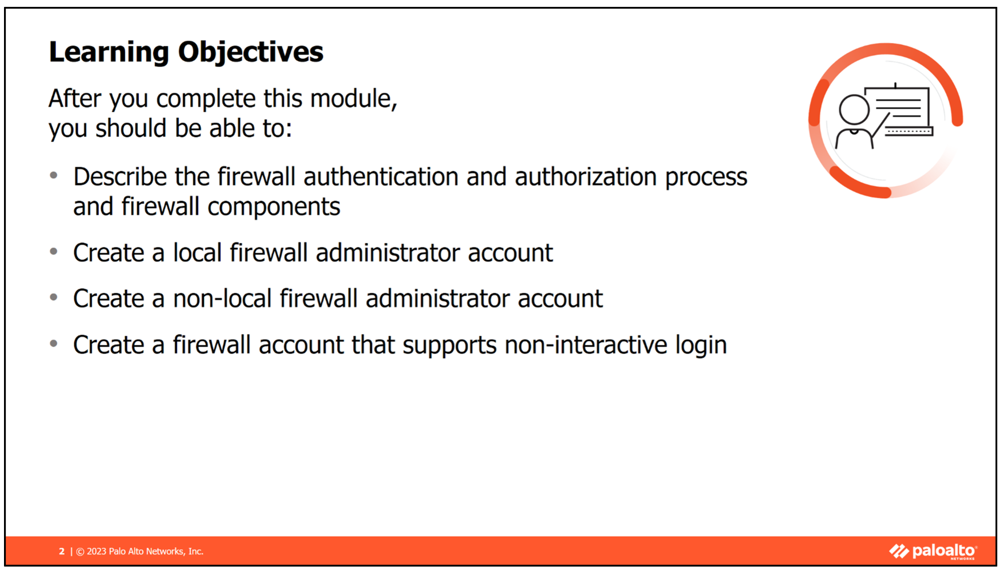 Learning Objectives
After you complete this module,
you should be able to:
• Describe the firewall authentication and authorization process
and firewall components
• Create a local firewall administrator account
• Create a non-local firewall administrator account
• Create a firewall account that supports non-interactive login
2 | © 2023 Palo Alto Networks, Inc.
paloalto®
NETWORKS